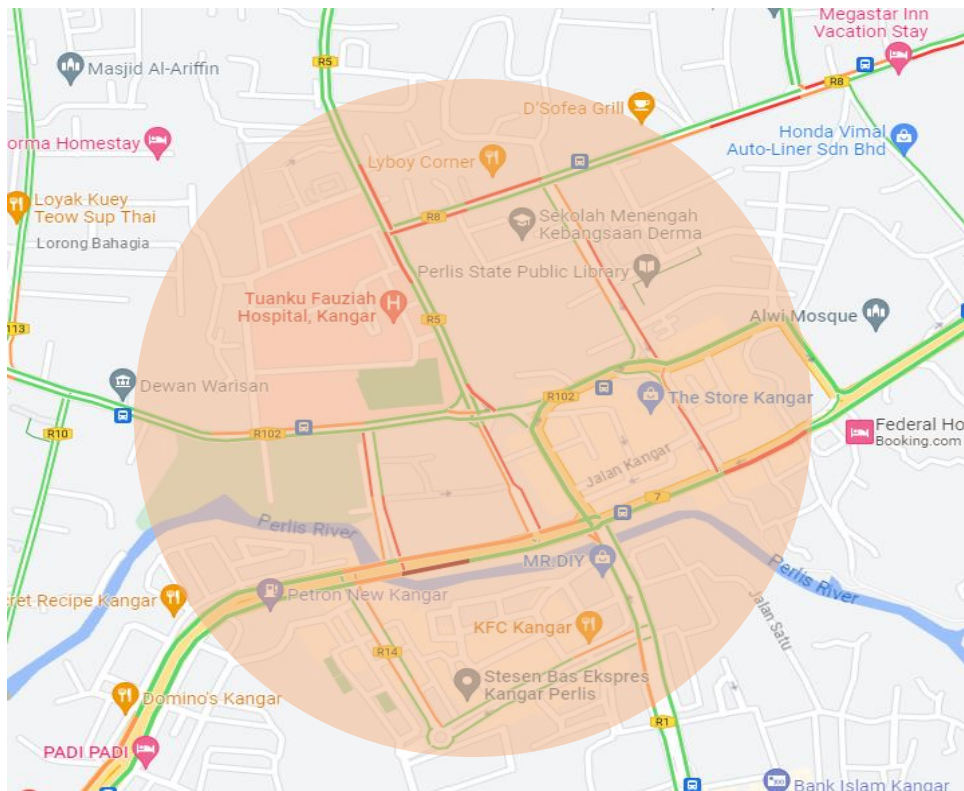 Megastar Inn
Vacation Stay
R5
R8
Masjid Al-Ariffin
D'Sofea Grill
Honda Vimal
Auto-Liner Sdn Bhd
orma Homestay
Lyboy Corner
Loyak Kuey
Teow Sup Thai
Lorong Bahagia
R8
Sekolah Menengah
Kebangsaan Derma
Perlis State Public Library
Tuanku Fauziah
Hospital, Kangar
H
R5
Alwi Mosque
113
Dewan Warisan
R102
The Store Kangar
R10
R102
Federal Ho
Booking.com
Jalan Kangar
7
Perlis River
MR.DIY
Perlis River
cret Recipe Kangar
Petron New Kangar
Jalan Satu
KFC Kangar
R14
Stesen Bas Ekspres
Kangar Perlis
Domino's Kangar
R1
PADI PADI
Bank Islam Kangar